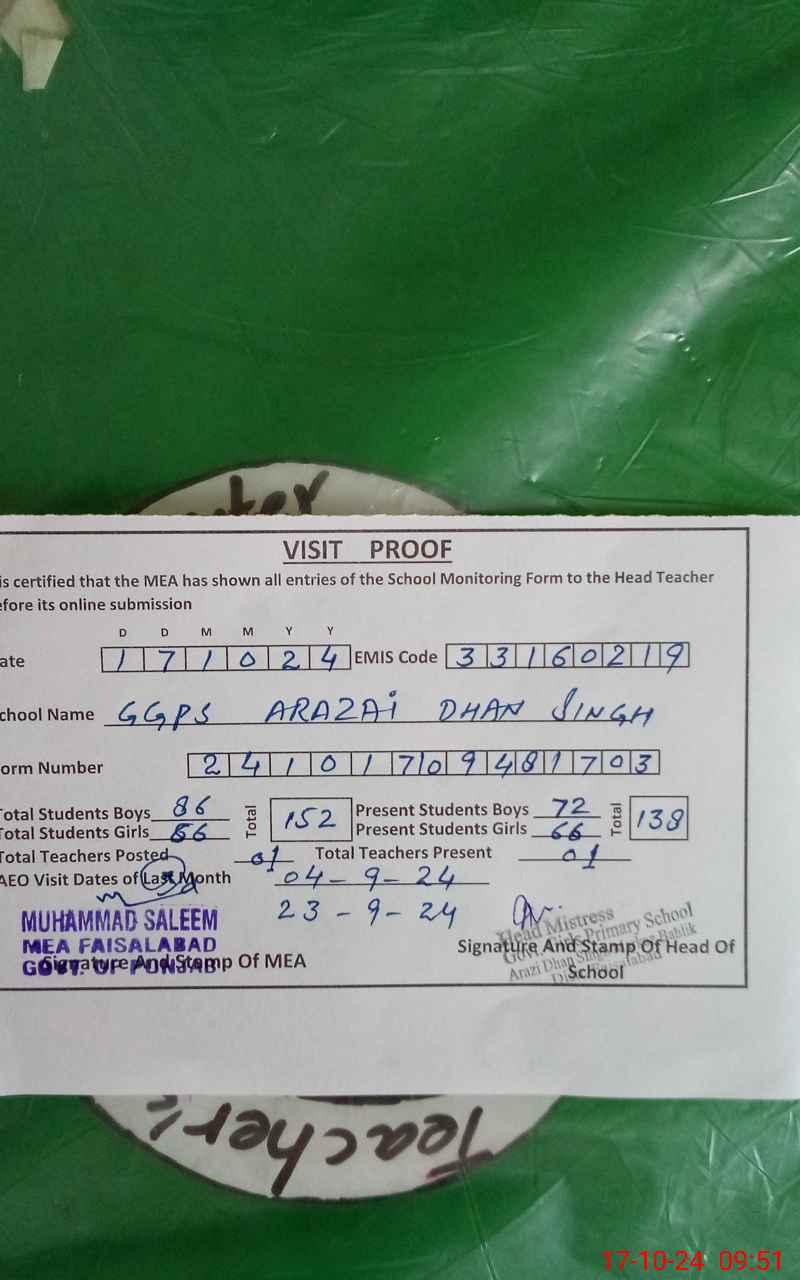 VISIT PROOF
is certified that the MEA has shown all entries of the School Monitoring Form to the Head Teacher
efore its online submission
D D M M Y Y
ate 1 7 1 0 2 4 EMIS Code 3 3 1 6 0 2 1 9
chool Name GGPS ARAZAi DHAN SINGH
orm Number 2 4 1 0 1 7 0 9 4 8 1 7 0 3
Total Students Boys 86 Total 152 Present Students Boys 72 Total 138
Total Students Girls 66 Present Students Girls 66
Total Teachers Posted 01 Total Teachers Present 01
AEO Visit Dates of Last Month 04-9-24
23-9-24
MUHAMMAD SALEEM
MEA FAISALABAD
GOVT. OF PUNJAB
Signature And Stamp Of MEA
Head Mistress
Primary School
Arazi Dhan Singh
Signature And Stamp Of Head Of
School
Teacher's
17-10-24 09:51